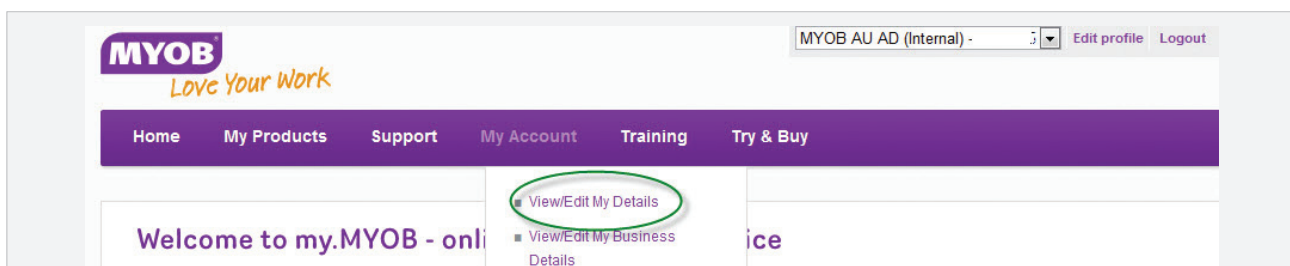 MYOB AU AD (Internal) - Edit profile Logout
MYOB
Love Your Work
Home My Products Support My Account Training Try & Buy
View/Edit My Details
Welcome to my.MYOB - onli ice
View/Edit My Business
Details